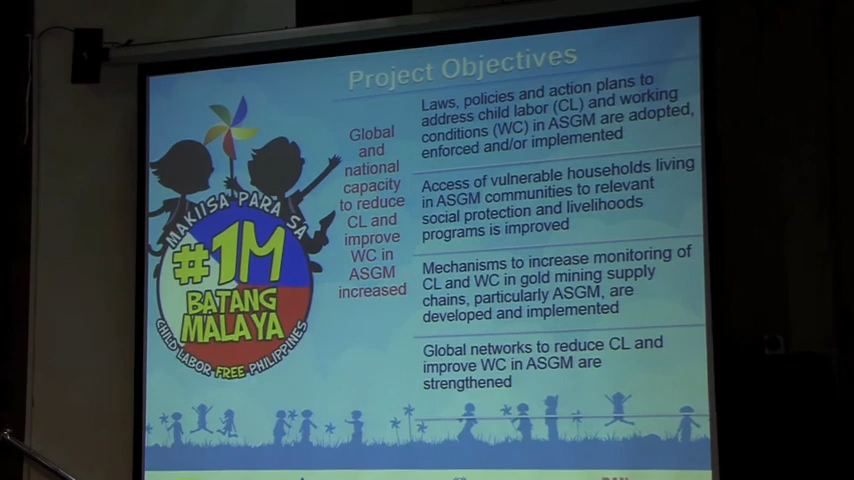 Project Objectives
Global
and
national
capacity
to reduce
CL and
improve
WC in
ASGM
increased
Laws, policies and action plans to
address child labor (CL) and working
conditions (WC) in ASGM are adopted,
enforced and/or implemented
Access of vulnerable households living
in ASGM communities to relevant
social protection and livelihoods
programs is improved
Mechanisms to increase monitoring of
CL and WC in gold mining supply
chains, particularly ASGM, are
developed and implemented
Global networks to reduce CL and
improve WC in ASGM are
strengthened
MAKIISA PARA SA
#1M
BATANG
MALAYA
CHILD LABOR FREE PHILIPPINES